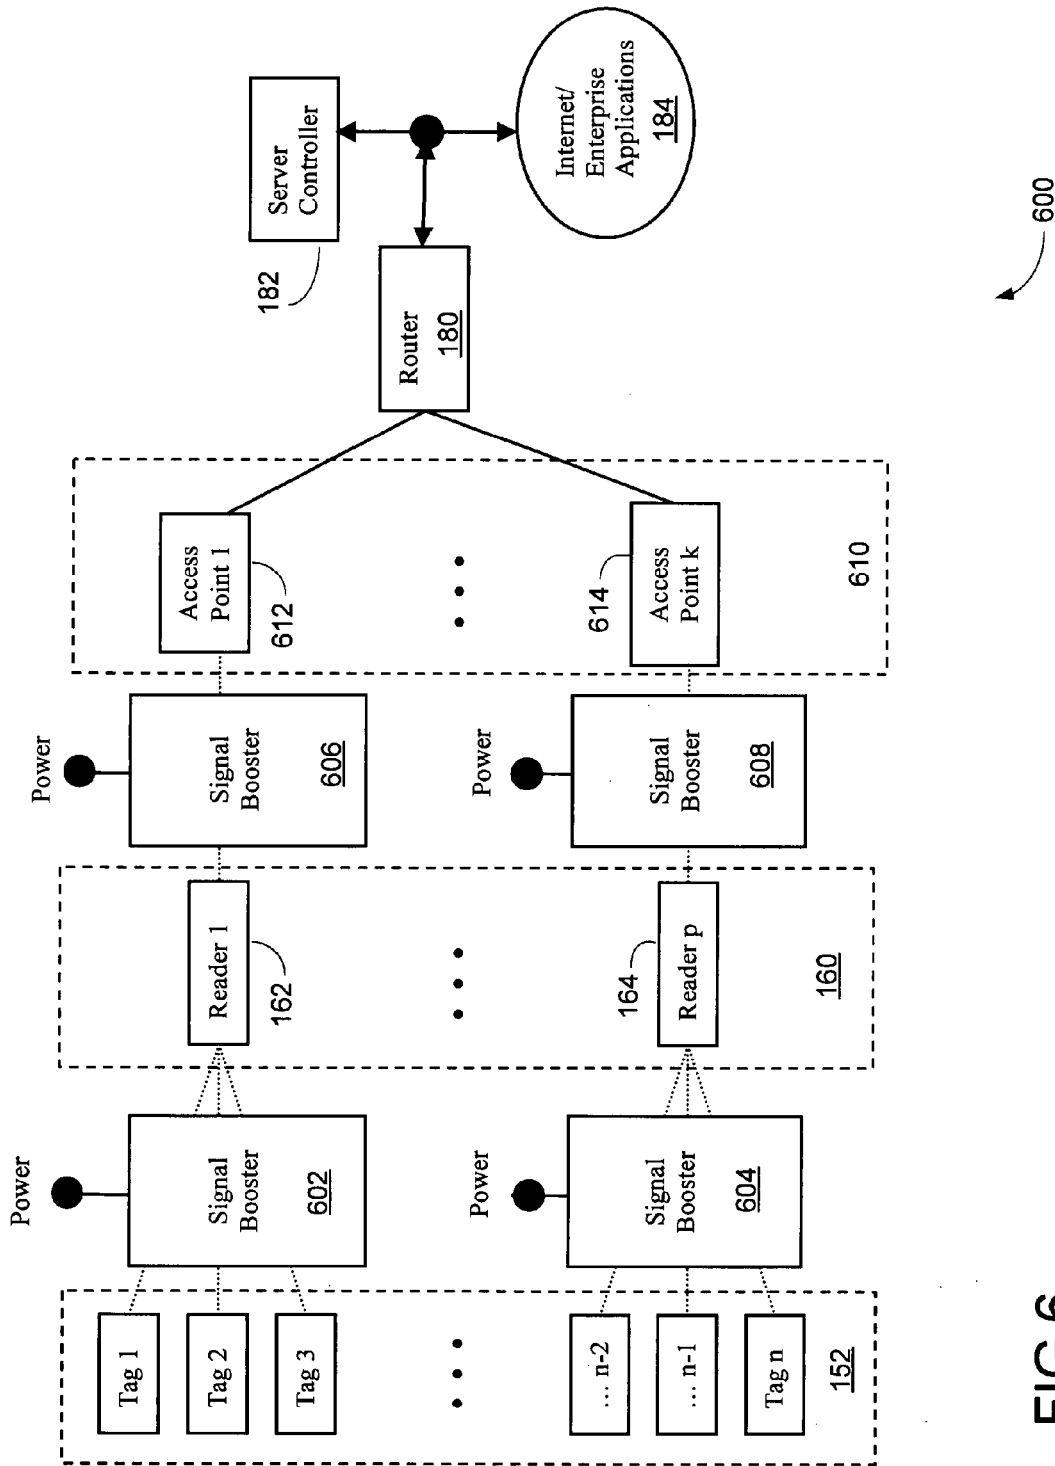 Tag 1
Tag 2
Tag 3
... n-2
... n-1
Tag n
152
Power
Signal
Booster
602
Power
Signal
Booster
604
Reader 1
162
164
Reader p
160
Power
Signal
Booster
606
Power
Signal
Booster
608
Access
Point 1
612
614
Access
Point k
610
Router
180
Server
Controller
182
Internet/
Enterprise
Applications
184
600
FIG 6